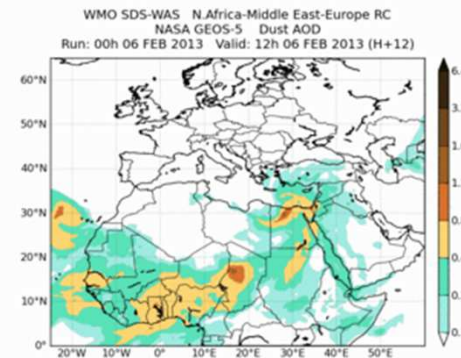 WMO SDS-WAS N.Africa-Middle East-Europe RC
NASA GEOS-5 Dust AOD
Run: 00h 06 FEB 2013 Valid: 12h 06 FEB 2013 (H+12)
60°N
50°N
40°N
30°N
20°N
10°N
0°
20°W 10°W 0° 10°E 20°E 30°E 40°E 50°E